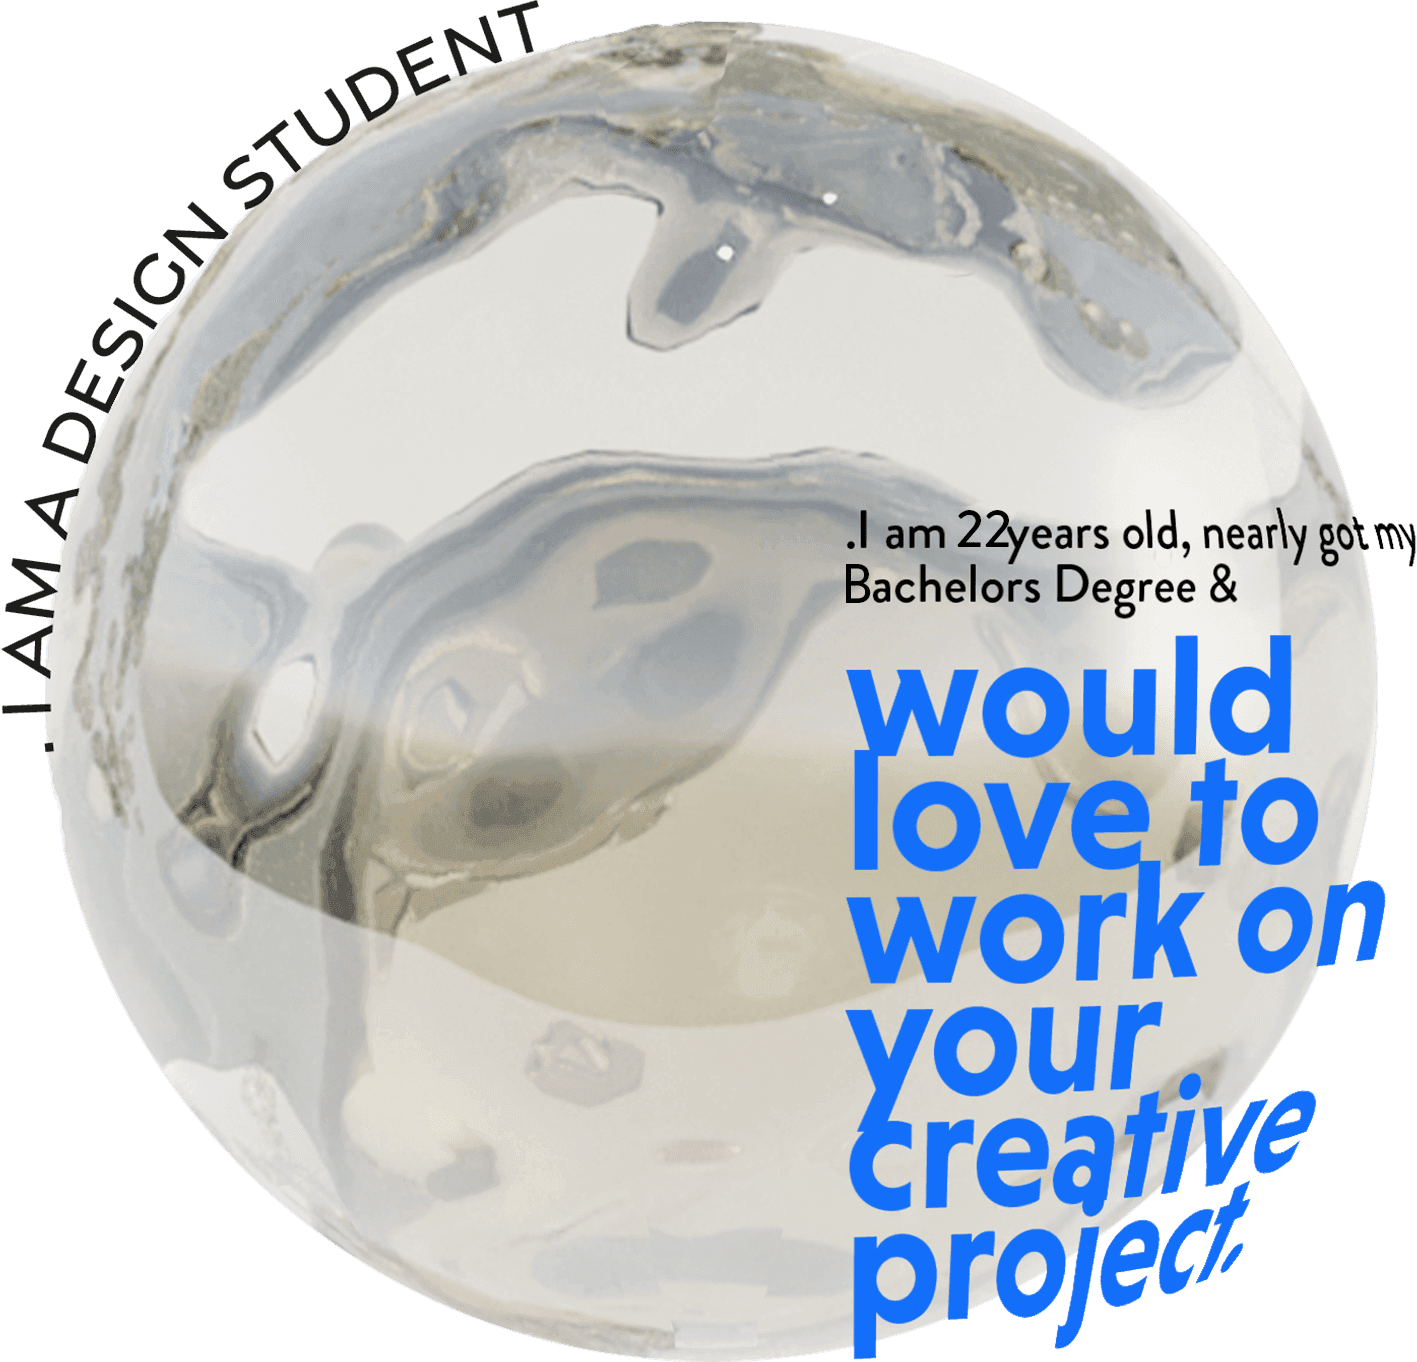 . I AM A DESIGN STUDENT
.I am 22years old, nearly got my
Bachelors Degree &
would
love to
work on
your
creative
project.